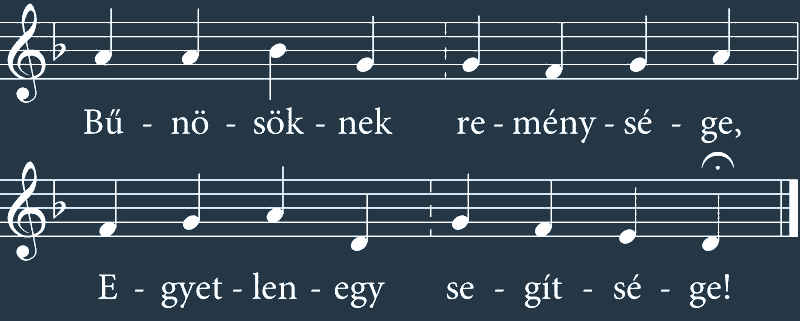 Bű - nö - sök - nek re - mény - sé - ge,
E - gyet - len - egy se - gít - sé - ge!